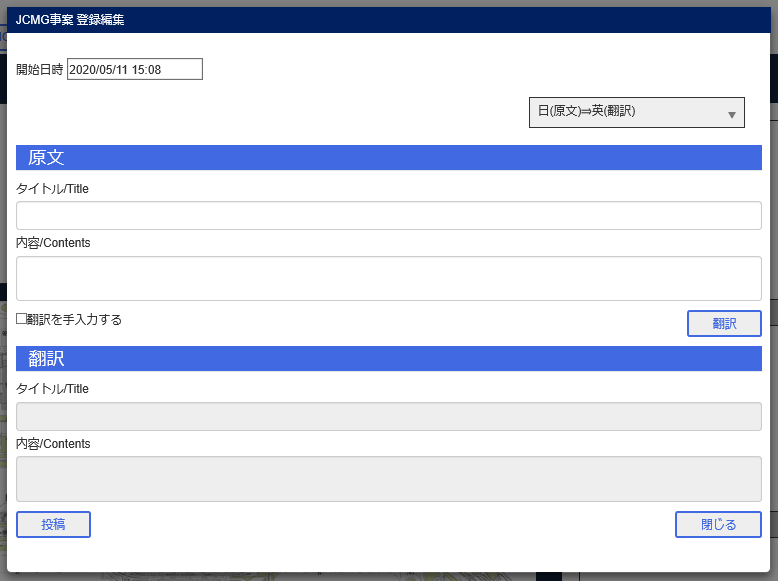 JCMG事案 登録編集
開始日時 2020/05/11 15:08
日(原文)⇒英(翻訳)
原文
タイトル/Title
内容/Contents
翻訳を手入力する
翻訳
翻訳
タイトル/Title
内容/Contents
投稿
閉じる